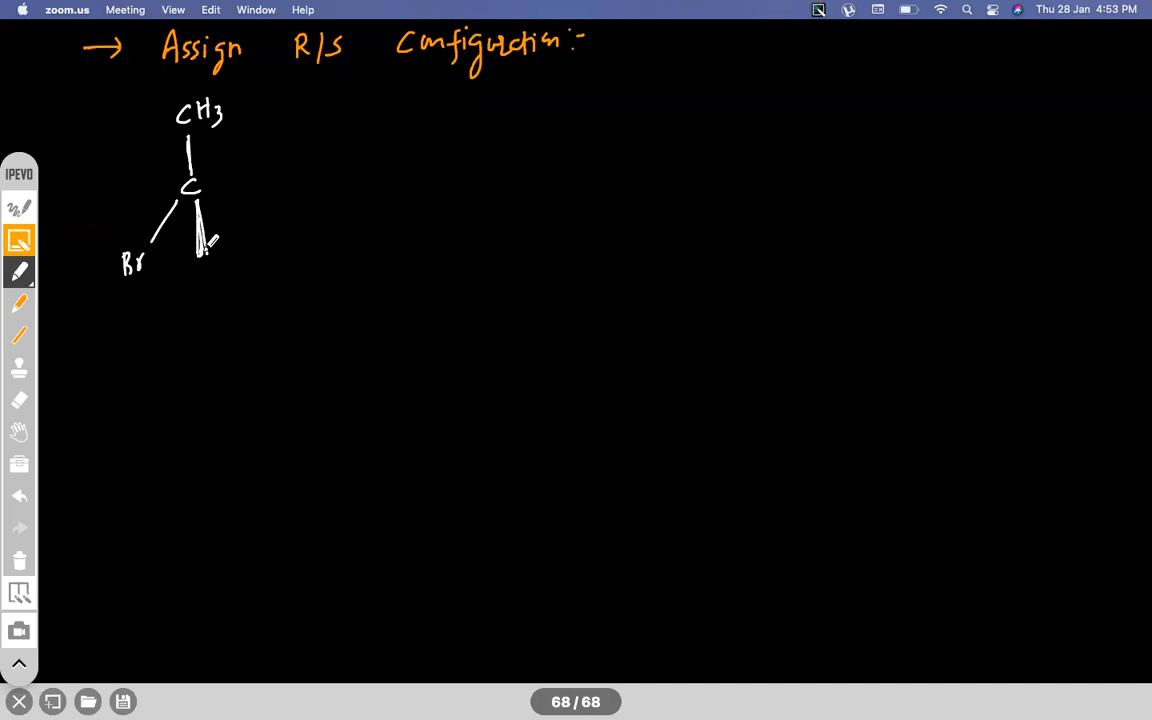 zoom.us Meeting View Edit Window Help Thu 28 Jan 4:53 PM
→ Assign R/S Configuration :-
CH3
IPEVO
C
Br
68 / 68